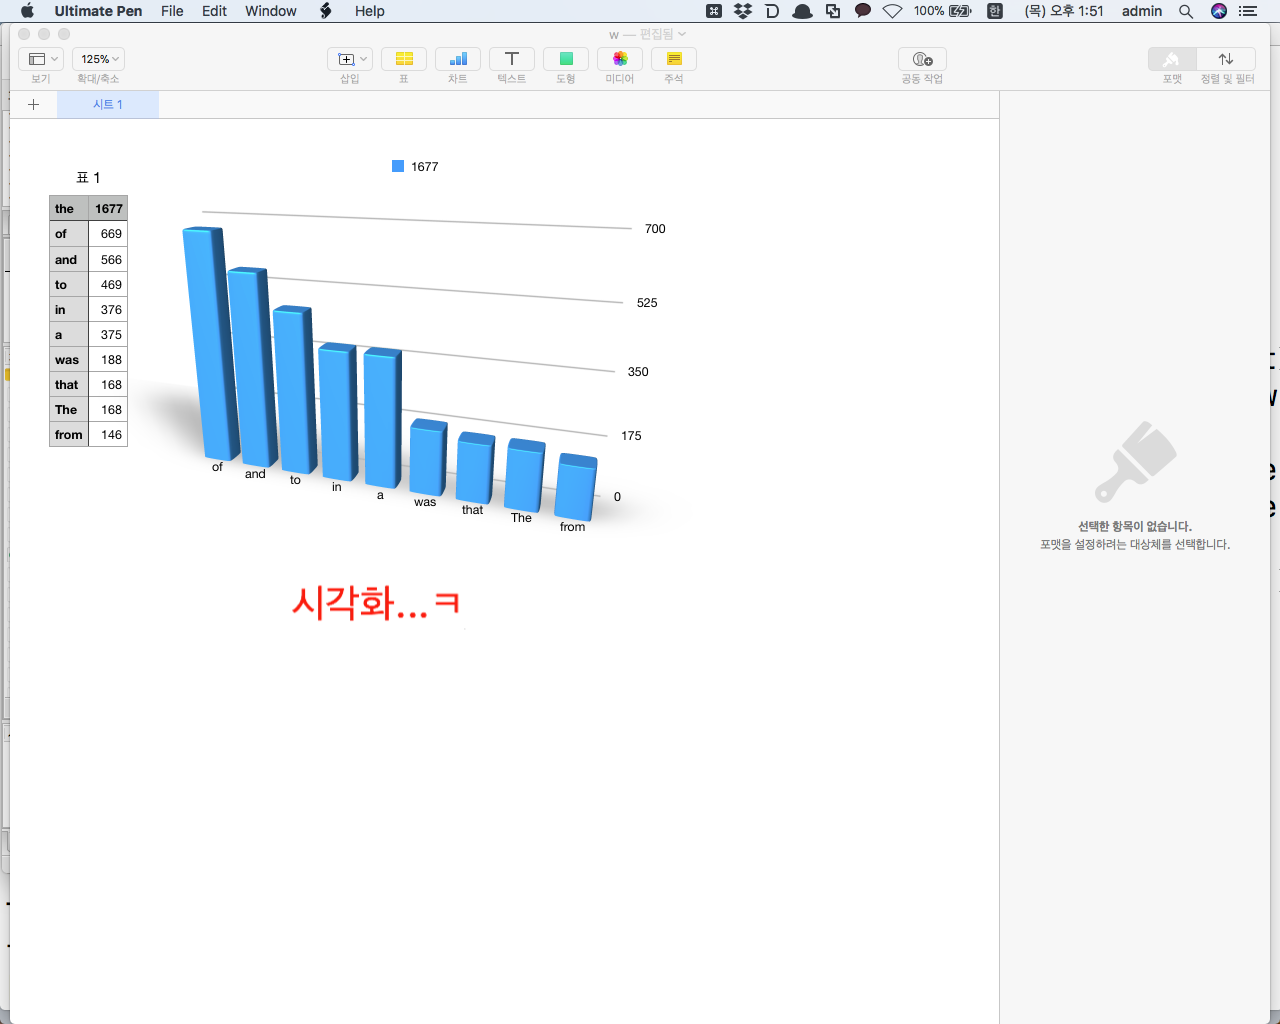 Ultimate Pen File Edit Window Help 100% 한 (목) 오후 1:51 admin
w — 편집됨
125%
보기 확대/축소 삽입 표 차트 텍스트 도형 미디어 주석 공동 작업 포맷 정렬 및 필터
시트 1
1677
표 1
the 1677
of 669
and 566
to 469
in 376
a 375
was 188
that 168
The 168
from 146
700
525
350
175
0
of and to in a was that The from
시각화...ㅋ
선택한 항목이 없습니다.
포맷을 설정하려는 대상체를 선택합니다.